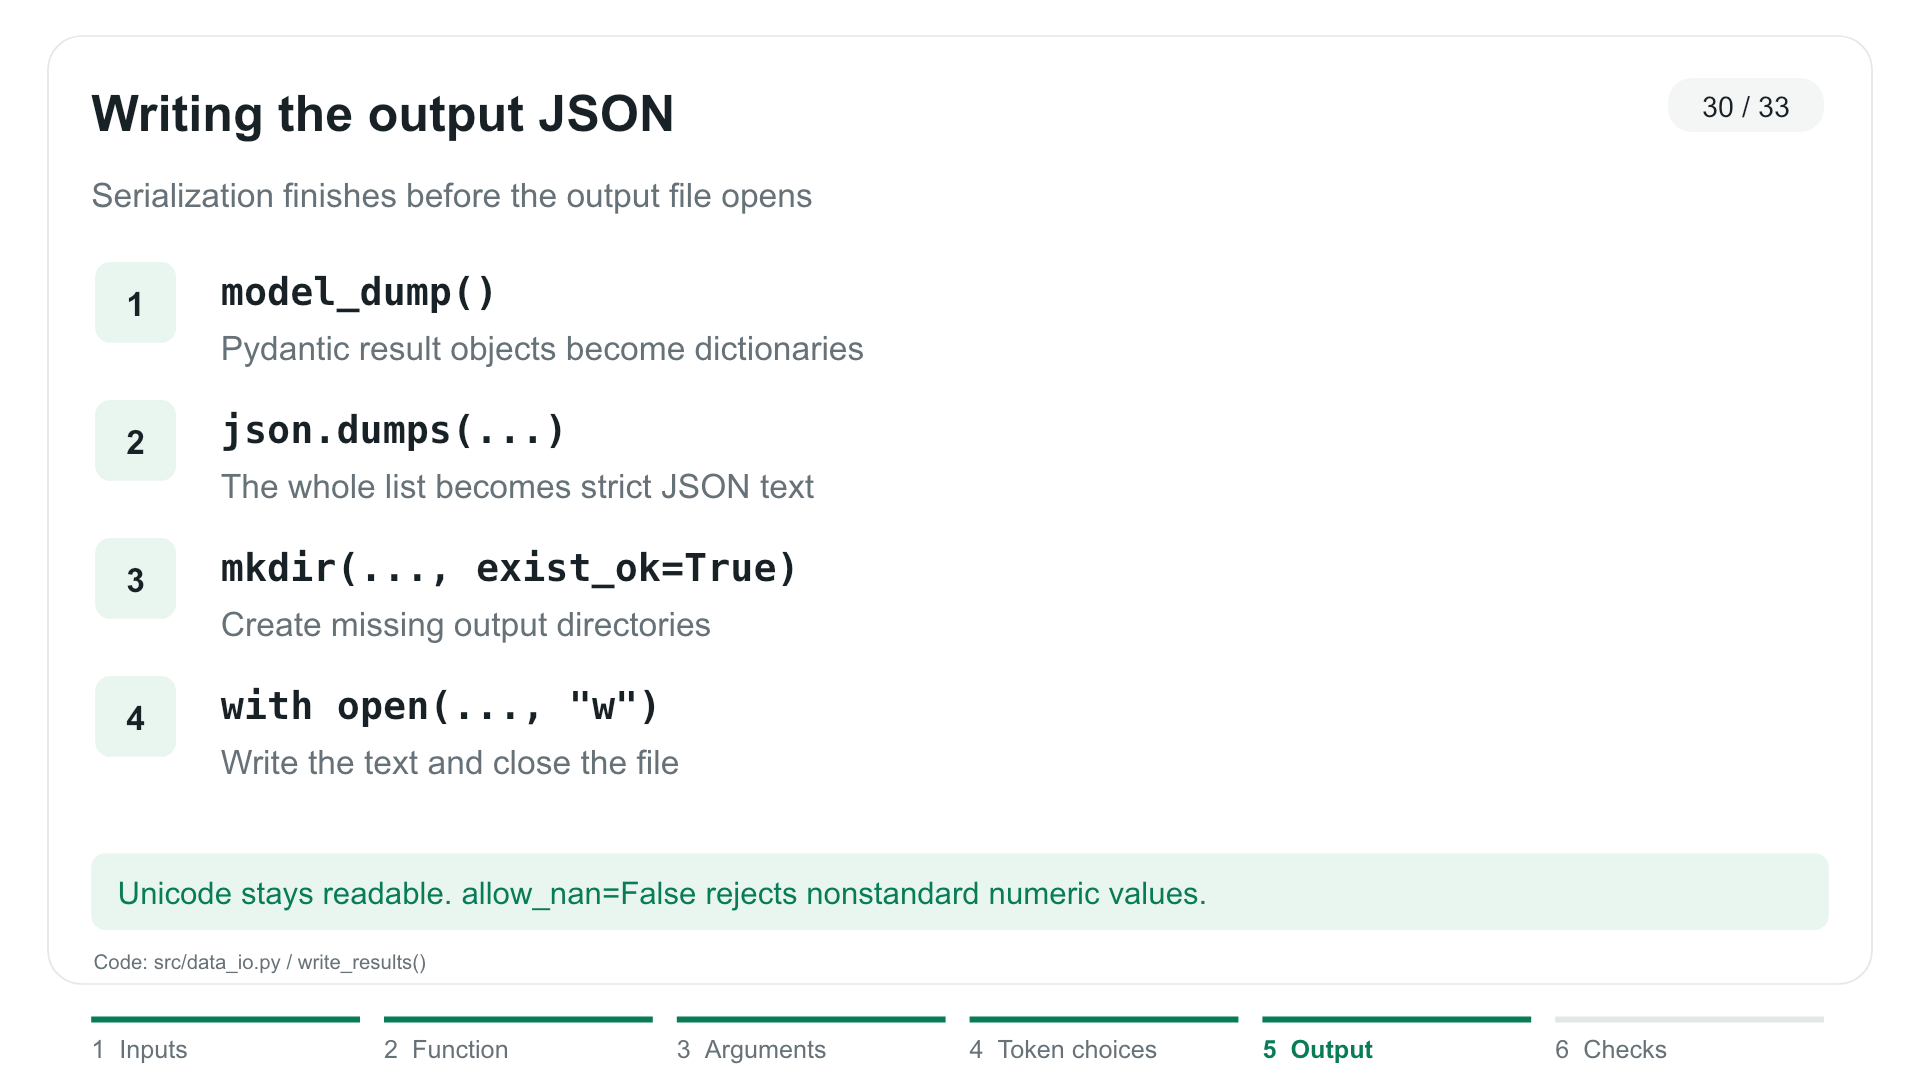 Writing the output JSON
30 / 33
Serialization finishes before the output file opens
1
model_dump()
Pydantic result objects become dictionaries
2
json.dumps(...)
The whole list becomes strict JSON text
3
mkdir(..., exist_ok=True)
Create missing output directories
4
with open(..., "w")
Write the text and close the file
Unicode stays readable. allow_nan=False rejects nonstandard numeric values.
Code: src/data_io.py / write_results()
1 Inputs
2 Function
3 Arguments
4 Token choices
5 Output
6 Checks